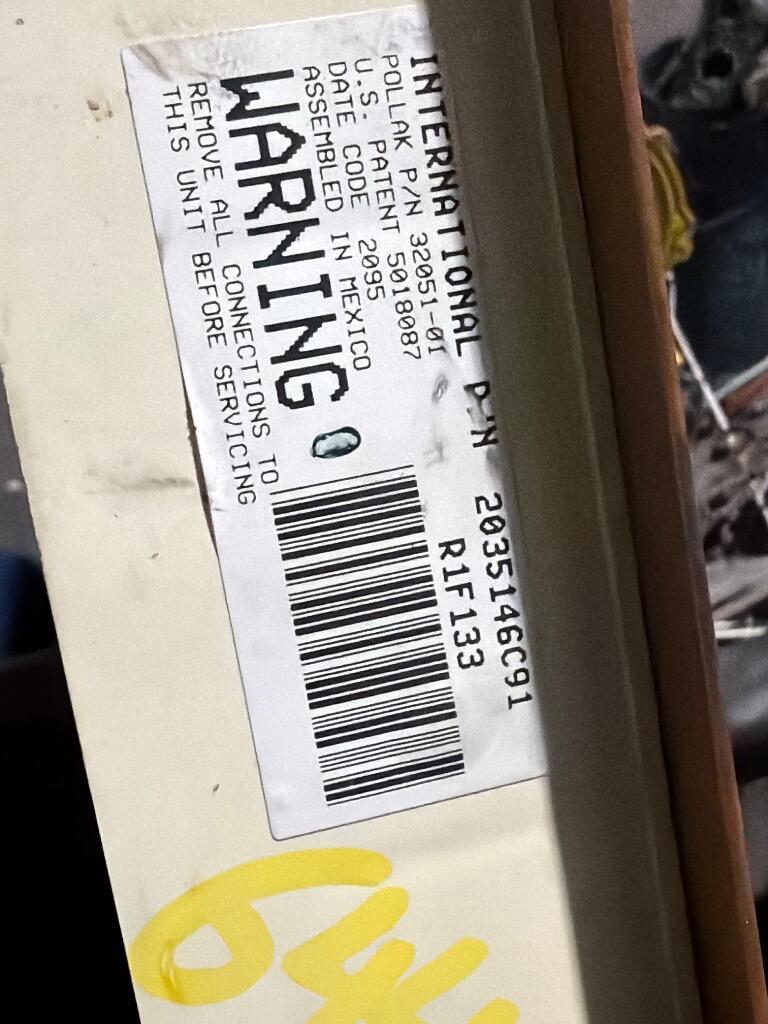 INTERNATIONAL P/N 2035146C91
POLLAK P/N 32051-01
R1F133
U.S. PATENT 5018087
DATE CODE 2095
ASSEMBLED IN MEXICO
WARNING
REMOVE ALL CONNECTIONS TO
THIS UNIT BEFORE SERVICING